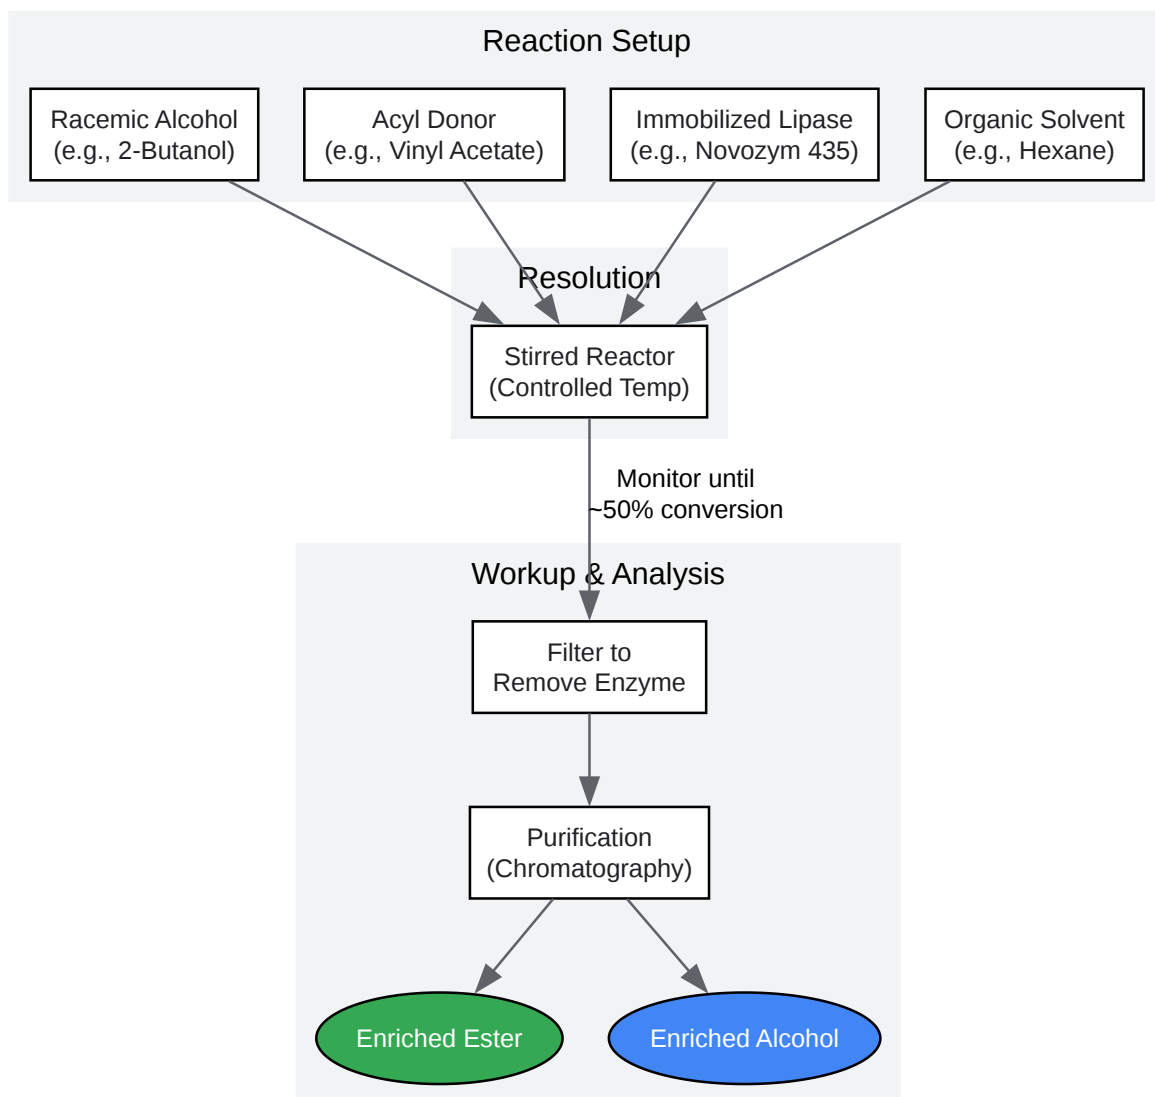 Reaction Setup
Racemic Alcohol
(e.g., 2-Butanol)
Acyl Donor
(e.g., Vinyl Acetate)
Immobilized Lipase
(e.g., Novozym 435)
Organic Solvent
(e.g., Hexane)
Resolution
Stirred Reactor
(Controlled Temp)
Monitor until
~50% conversion
Workup & Analysis
Filter to
Remove Enzyme
Purification
(Chromatography)
Enriched Ester
Enriched Alcohol